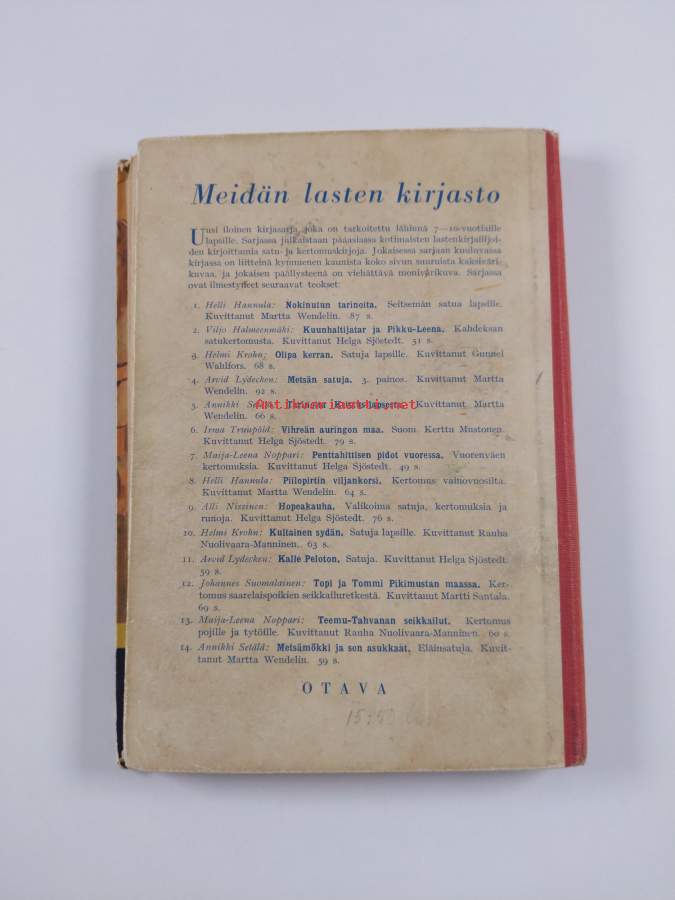 Meidän lasten kirjasto
Uusi iloinen kirjasarja, joka on tarkoitettu lähinnä 7—10-vuotiaille
lapsille. Sarjassa julkaistaan pääasiassa kotimaisten lastenkirjailijoi-
den kirjoittamia satu- ja kertomuskirjoja. Jokaisessa sarjaan kuuluvassa
kirjassa on liitteinä kymmenen kaunista koko sivun suuruista kaksiväri-
kuvaa, ja jokaisen päällysteenä on viehättävä monivärikuva. Sarjassa
ovat ilmestyneet seuraavat teokset:
1. Helli Hannula: Nokinutun tarinoita. Seitsemän satua lapsille.
Kuvittanut Martta Wendelin. 87 s.
2. Viljo Halmeenmäki: Kuunhaltijatar ja Pikku-Leena. Kahdeksan
satukertomusta. Kuvittanut Helga Sjöstedt. 51 s.
3. Helmi Krohn: Olipa kerran. Satuja lapsille. Kuvittanut Gunnel
Wahlfors. 68 s.
4. Arvid Lydecken: Metsän satuja. 3. painos. Kuvittanut Martta
Wendelin. 92 s.
5. Annikki Setälä: Kuvittanut Martta
Wendelin. 66 s.
Antikvariaattiluotenet
6. Irma Truupõld: Vihreän auringon maa. Suom. Kerttu Mustonen.
Kuvittanut Helga Sjöstedt. 79 s.
7. Maija-Leena Noppari: Penttahittisen pidot vuoressa. Vuorenväen
kertomuksia. Kuvittanut Helga Sjöstedt. 49 s.
8. Helli Hannula: Piilopirtin viljankorsi. Kertomus vainovuosilta.
Kuvittanut Martta Wendelin. 64 s.
9. Alli Nissinen: Hopeakauha. Valikoima satuja, kertomuksia ja
runoja. Kuvittanut Helga Sjöstedt. 76 s.
10. Helmi Krohn: Kultainen sydän. Satuja lapsille. Kuvittanut Rauha
Nuolivaara-Manninen. 63 s.
11. Arvid Lydecken: Kalle Peloton. Satuja. Kuvittanut Helga Sjöstedt.
59 s.
12. Johannes Suomalainen: Topi ja Tommi Pikimustan maassa. Ker-
tomus saarelaispoikien seikkailuretkestä. Kuvittanut Martti Santala.
69 s.
13. Maija-Leena Noppari: Teemu-Tahvanan seikkailut. Kertomus
pojille ja tytöille. Kuvittanut Rauha Nuolivaara-Manninen. 60 s.
14. Annikki Setälä: Metsämökki ja sen asukkaat. Eläinsatuja. Kuvit-
tanut Martta Wendelin. 59 s.
OTAVA